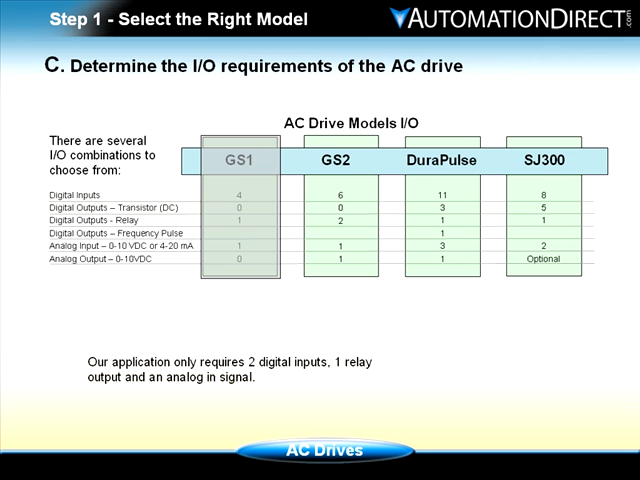 Step 1 - Select the Right Model
AUTOMATIONDIRECT.com
C. Determine the I/O requirements of the AC drive
AC Drive Models I/O
There are several
I/O combinations to
choose from:
GS1 GS2 DuraPulse SJ300
Digital Inputs 4 6 11 8
Digital Outputs – Transistor (DC) 0 0 3 5
Digital Outputs - Relay 1 2 1 1
Digital Outputs – Frequency Pulse 1
Analog Input – 0-10 VDC or 4-20 mA 1 1 3 2
Analog Output – 0-10VDC 0 1 1 Optional
Our application only requires 2 digital inputs, 1 relay
output and an analog in signal.
AC Drives